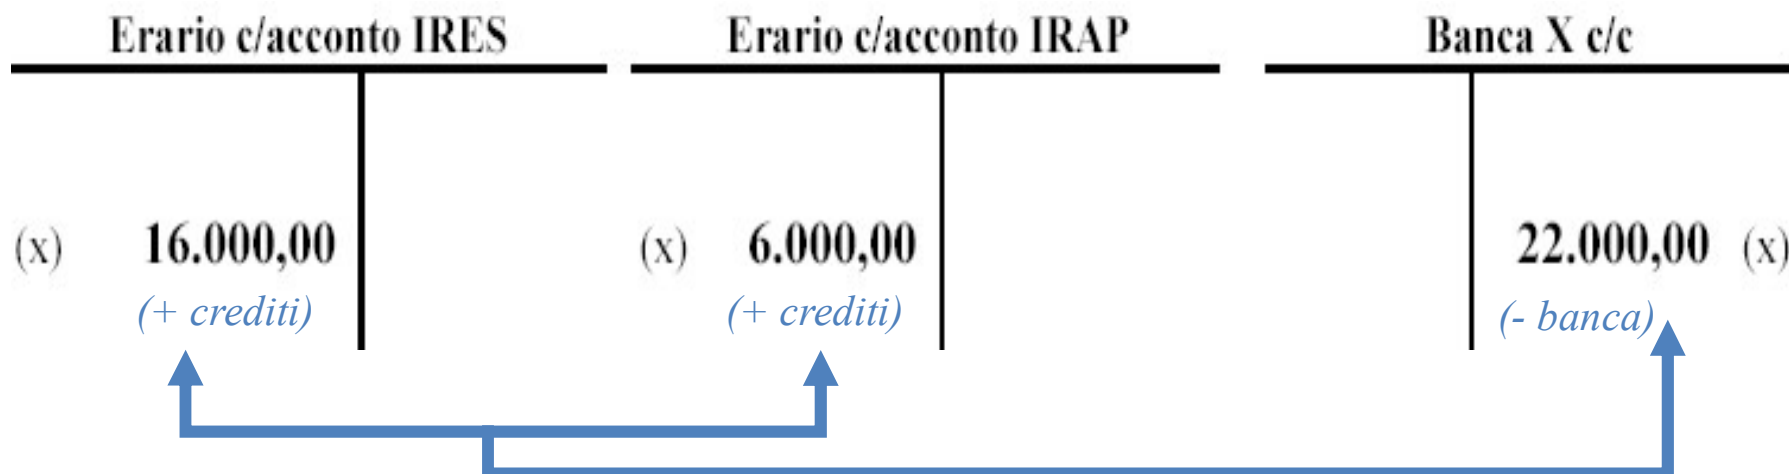 Erario c/acconto IRES Erario c/acconto IRAP Banca X c/c
(x) 16.000,00 (x) 6.000,00 22.000,00 (x)
(+ crediti) (+ crediti) (- banca)